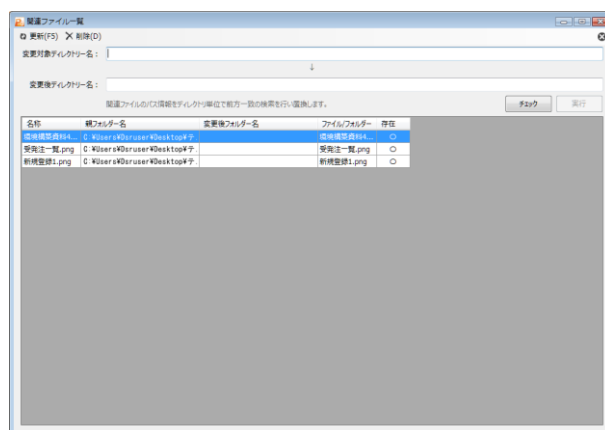 関連ファイル一覧
更新(F5) 削除(D)
変更対象ディレクトリー名：
↓
変更後ディレクトリー名：
関連ファイルのパス情報をディレクトリ単位で前方一致の検索を行い置換します。
チェック 実行
名称 親フォルダー名 変更後フォルダー名 ファイル/フォルダー 存在
C:¥Users¥Dsruser¥Desktop¥テ. ○
受発注一覧.png C:¥Users¥Dsruser¥Desktop¥テ. 受発注一覧.png ○
新規登録1.png C:¥Users¥Dsruser¥Desktop¥テ. 新規登録1.png ○